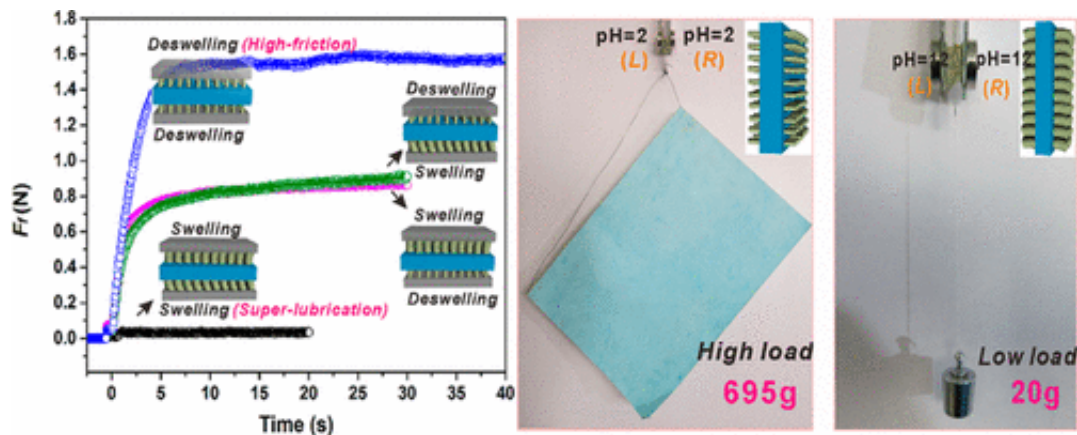 1.8
1.6
1.4
1.2
1.0
0.8
0.6
0.4
0.2
0.0
Ff (N)
0 5 10 15 20 25 30 35 40
Time (s)
Deswelling (High-friction)
Deswelling
Deswelling
Swelling
Swelling
Swelling (Super-lubrication)
Swelling
Deswelling
pH=2 pH=2
(L) (R)
High load
695g
pH=12 pH=12
(L) (R)
Low load
20g